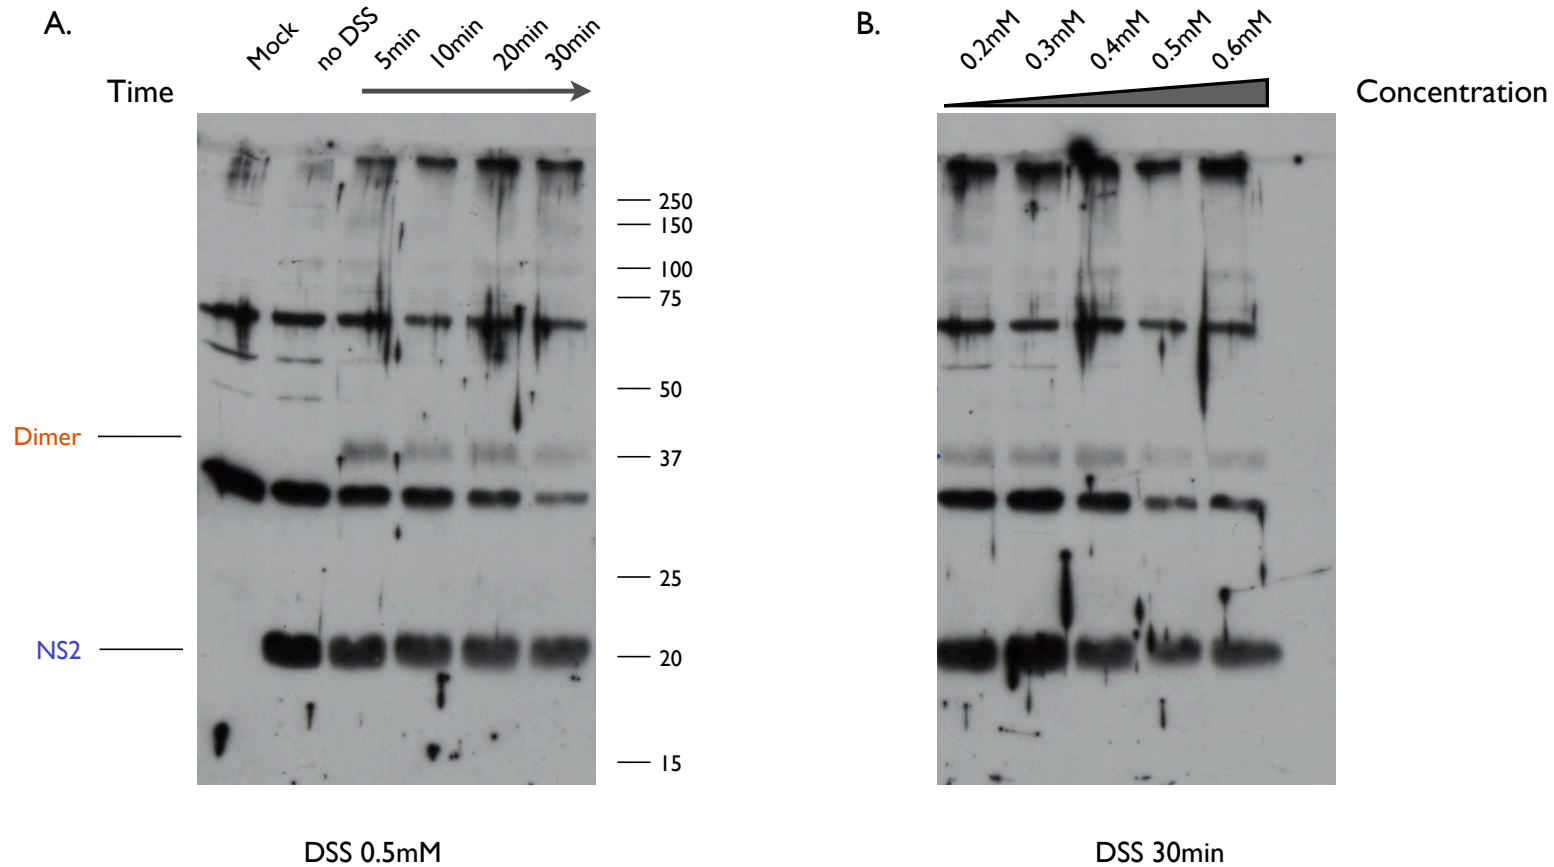 A.
Mock
no DSS
5min
10min
20min
30min
Time
250
150
100
75
50
37
25
20
15
Dimer
NS2
DSS 0.5mM
B.
0.2mM
0.3mM
0.4mM
0.5mM
0.6mM
Concentration
DSS 30min